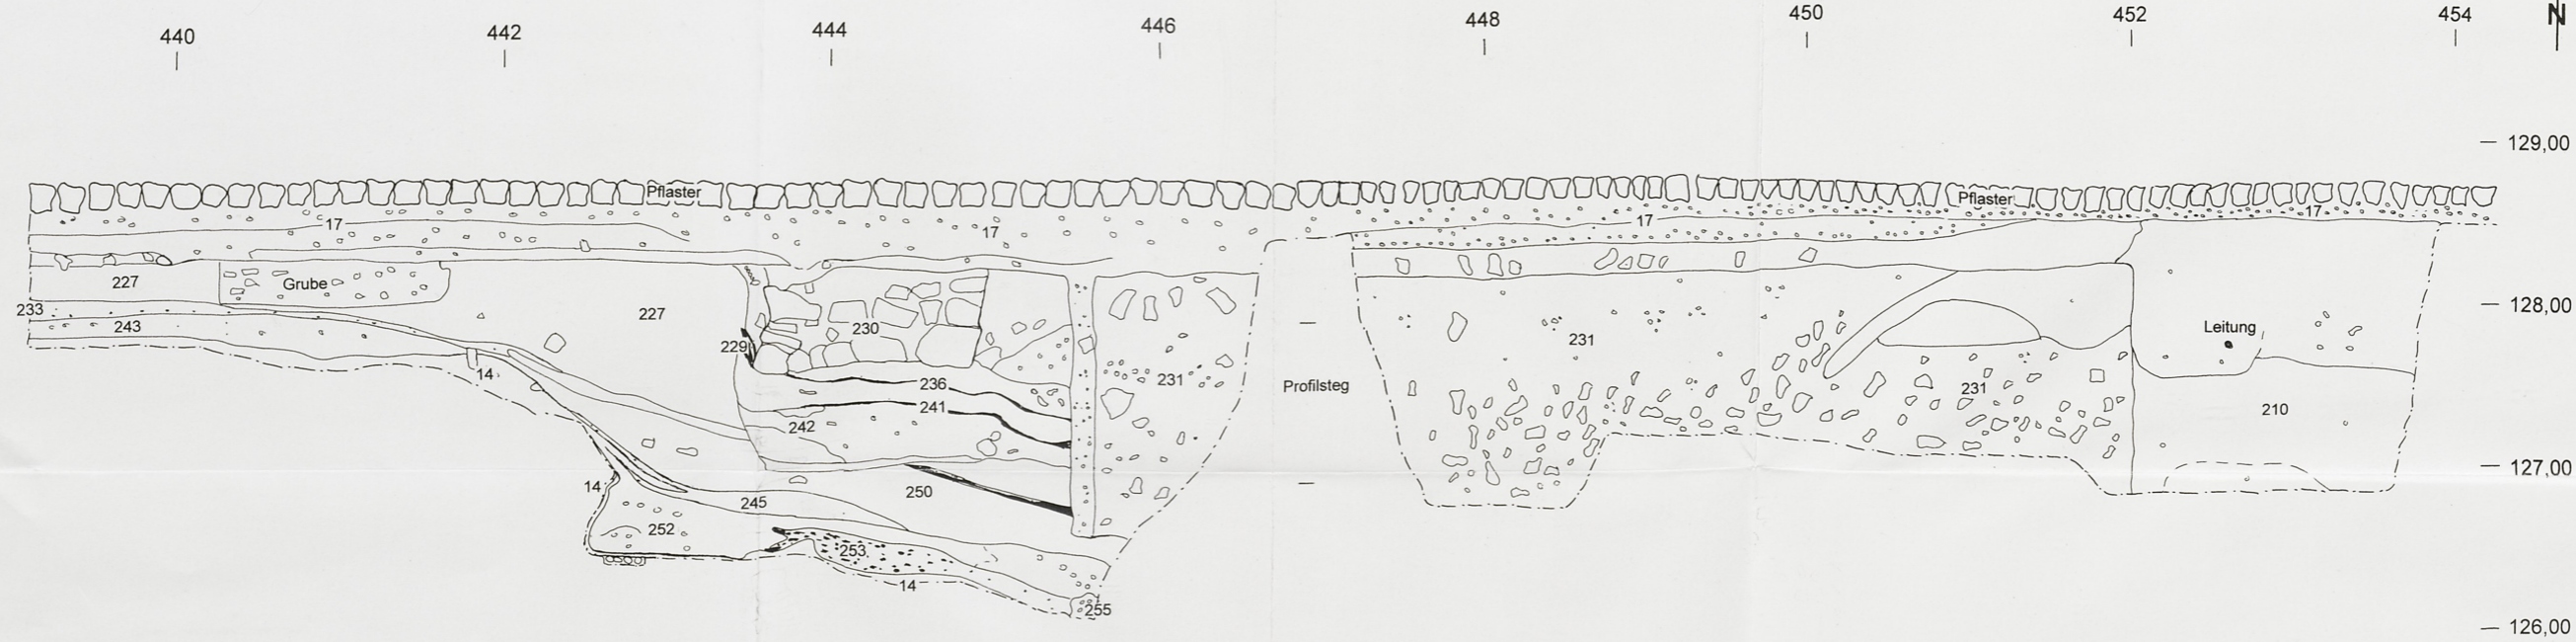 440 442 444 446 448 450 452 454 N
129,00
Pflaster Pflaster
17 17 17 17
227 Grube 227 128,00
233 243 230 229 231 Leitung
14 236 231 Profilsteg 231
241 242 210
127,00
14 245 250
252 253
14 255
126,00